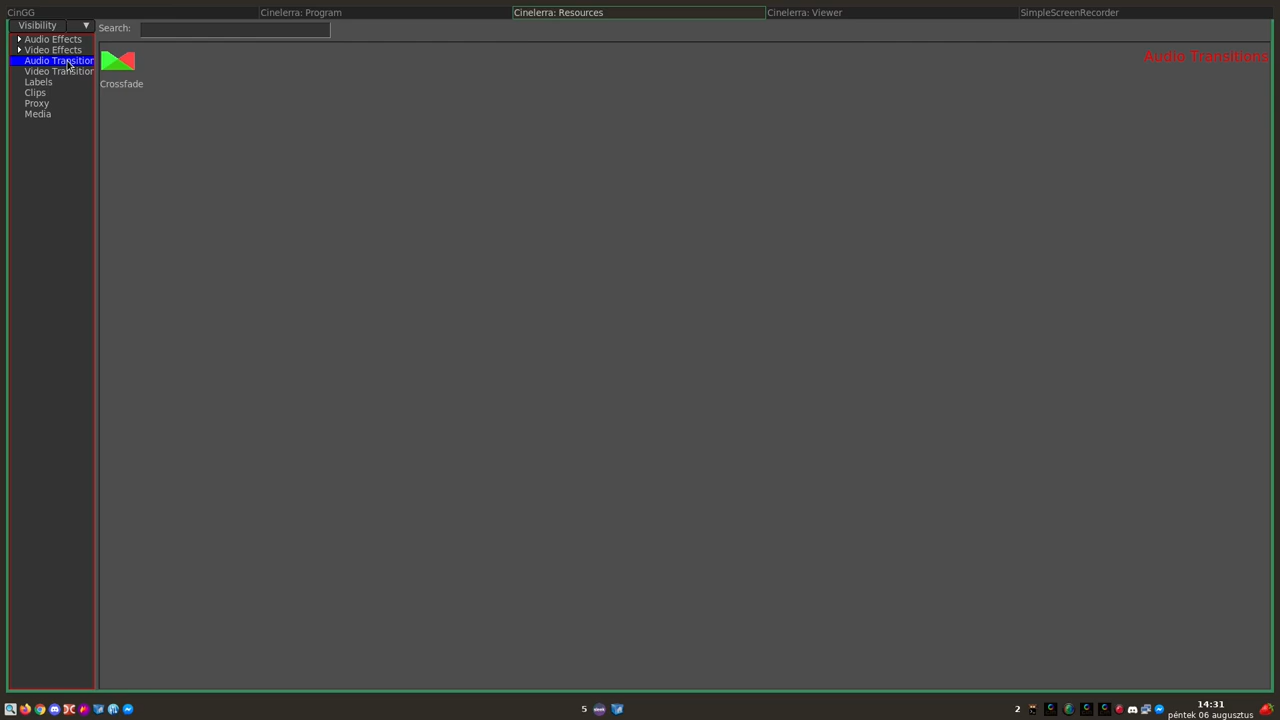 CinGG
Cinelerra: Program
Cinelerra: Resources
Cinelerra: Viewer
SimpleScreenRecorder
Visibility
Search:
Audio Effects
Video Effects
Audio Transition
Video Transition
Labels
Clips
Proxy
Media
Crossfade
Audio Transitions
5
2
14:31
péntek 06 augusztus